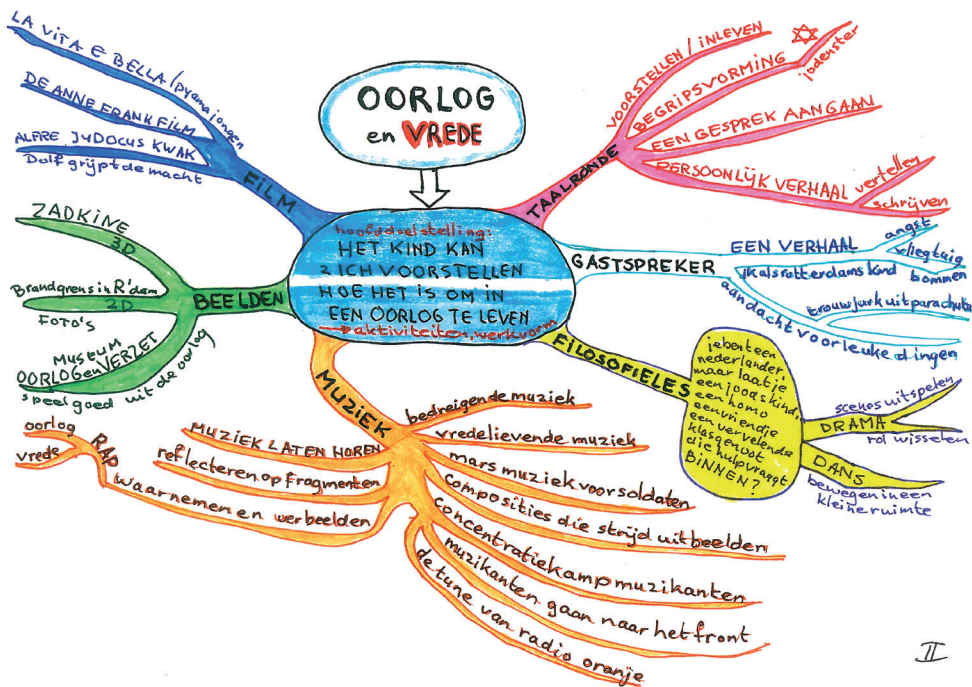 OORLOG
en VREDE
hoofddoelstelling:
HET KIND KAN
ZICH VOORSTELLEN
HOE HET IS OM IN
EEN OORLOG TE LEVEN
→aktiviteiten, werkvorm
FILM
LA VITA E BELLA/pyamajongen
DE ANNE FRANK FILM
ALFRE JYDOCUS KWAK
Dolf grijpt de macht
BEELDEN
ZADKINE
3D
Brandgrens in R'dam
2D
FOTO'S
MUSEUM
OORLOG en VERZET
speelgoed uit de oorlog
MUZIEK
MUZIEK LATEN HOREN
reflecteren op fragmenten
waarnemen en verbeelden
RAP
oorlog
vrede
bedreigende muziek
vredelievende muziek
mars muziek voor soldaten
composities die strijd uitbeelden
concentratiekamp muzikanten
muzikanten gaan naar het front
de tune van radio oranje
TAALRONDE
VOORSTELLEN / INLEVEN
BEGRIPSVORMING
jodenster
EEN GESPREK AANGAAN
PERSOONLIJK VERHAAL
vertellen
schrijven
GASTSPREKER
EEN VERHAAL
angst
vliegtuig
bommen
ik als rotterdams kind
aandacht voor leuke dingen
trouwjurk uit parachute
FILOSOFIELES
je bent een
nederlander,
maar laat je
een joods kind,
een homo
een vriendje
een vervelende
klasgenoot
die hulp vraagt
BINNEN?
DRAMA
scenes uitspelen
rol wisselen
DANS
bewegen in een
kleine ruimte
II